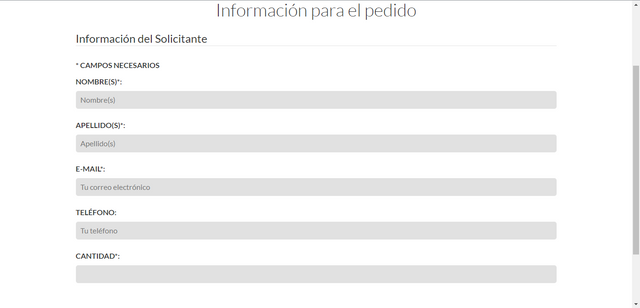 Información para el pedido
Información del Solicitante
* CAMPOS NECESARIOS
NOMBRE(S)*:
Nombre(s)
APELLIDO(S)*:
Apellido(s)
E-MAIL*:
Tu correo electrónico
TELÉFONO:
Tu teléfono
CANTIDAD*: